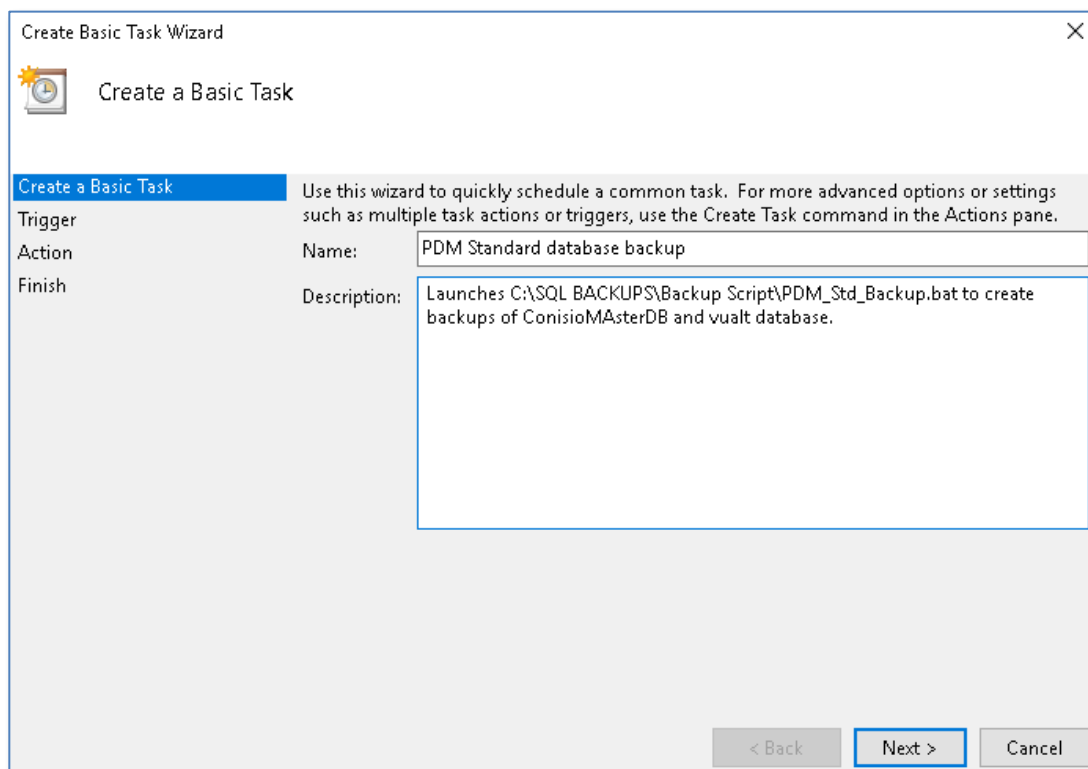 Create Basic Task Wizard
Create a Basic Task
Create a Basic Task
Trigger
Action
Finish
Use this wizard to quickly schedule a common task.  For more advanced options or settings
such as multiple task actions or triggers, use the Create Task command in the Actions pane.
Name:
PDM Standard database backup
Description:
Launches C:\SQL BACKUPS\Backup Script\PDM_Std_Backup.bat to create
backups of ConisioMAsterDB and vualt database.
< Back
Next >
Cancel